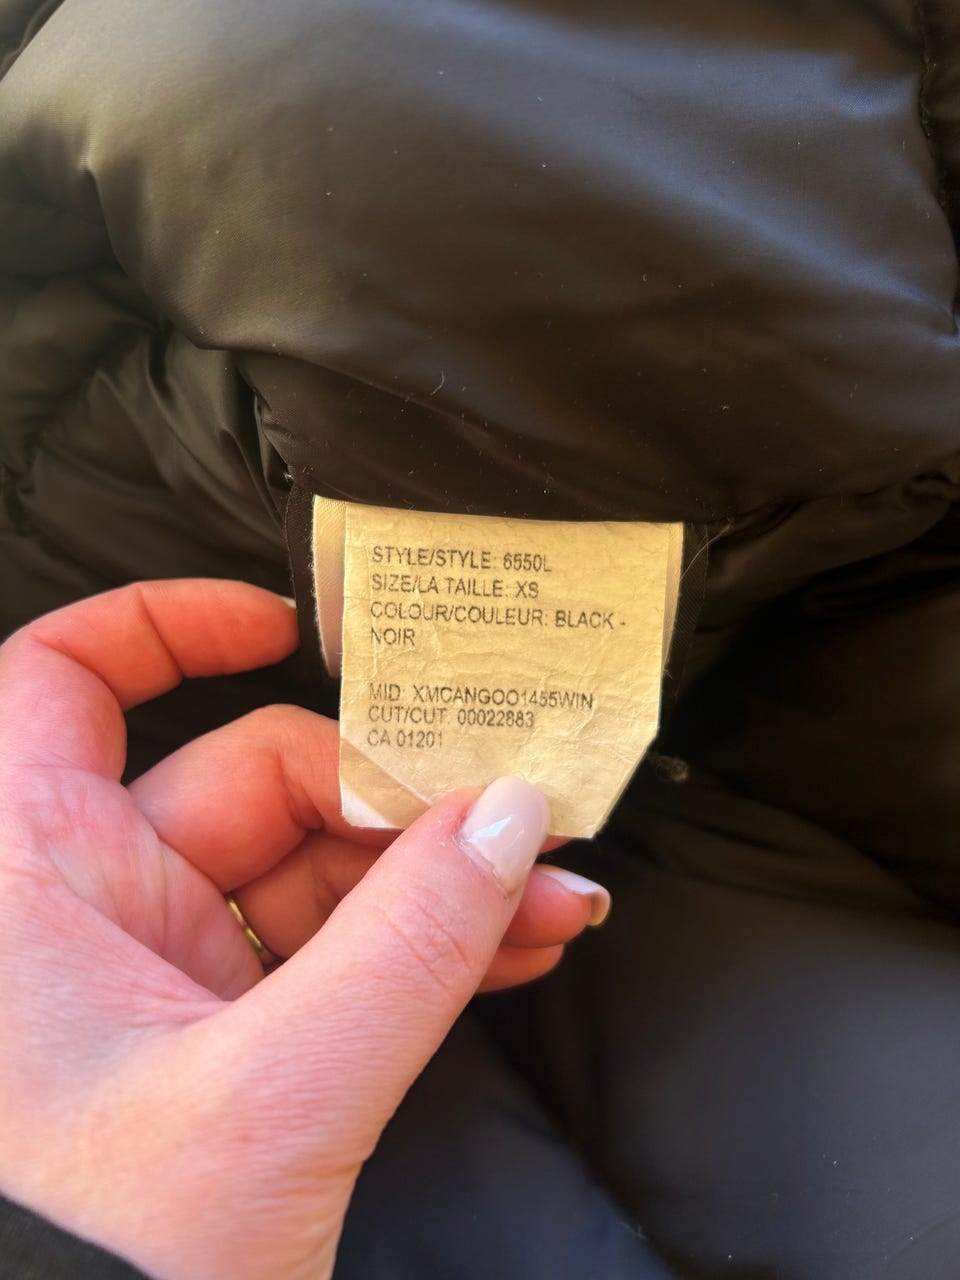 STYLE/STYLE: 6550L
SIZE/LA TAILLE: XS
COLOUR/COULEUR: BLACK -
NOIR
MID: XMCANGOO1455WIN
CUT/CUT: 00022883
CA 01201